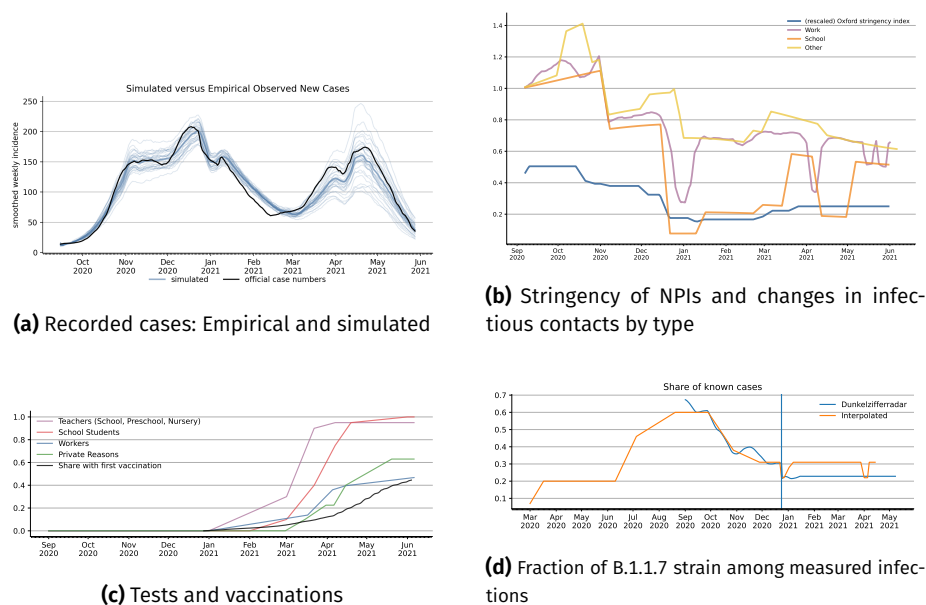 Simulated versus Empirical Observed New Cases
smoothed weekly incidence
250
200
150
100
50
0
Oct 2020
Nov 2020
Dec 2020
Jan 2021
Feb 2021
Mar 2021
Apr 2021
May 2021
Jun 2021
simulated
official case numbers
(a) Recorded cases: Empirical and simulated
(rescaled) Oxford stringency index
Work
School
Other
1.4
1.2
1.0
0.8
0.6
0.4
0.2
Sep 2020
Oct 2020
Nov 2020
Dec 2020
Jan 2021
Feb 2021
Mar 2021
Apr 2021
May 2021
Jun 2021
(b) Stringency of NPIs and changes in infec-
tious contacts by type
Teachers (School, Preschool, Nursery)
School Students
Workers
Private Reasons
Share with first vaccination
1.0
0.8
0.6
0.4
0.2
0.0
Sep 2020
Oct 2020
Nov 2020
Dec 2020
Jan 2021
Feb 2021
Mar 2021
Apr 2021
May 2021
Jun 2021
(c) Tests and vaccinations
Share of known cases
Dunkelzifferradar
Interpolated
0.7
0.6
0.5
0.4
0.3
0.2
0.1
Mar 2020
Apr 2020
May 2020
Jun 2020
Jul 2020
Aug 2020
Sep 2020
Oct 2020
Nov 2020
Dec 2020
Jan 2021
Feb 2021
Mar 2021
Apr 2021
May 2021
(d) Fraction of B.1.1.7 strain among measured infec-
tions